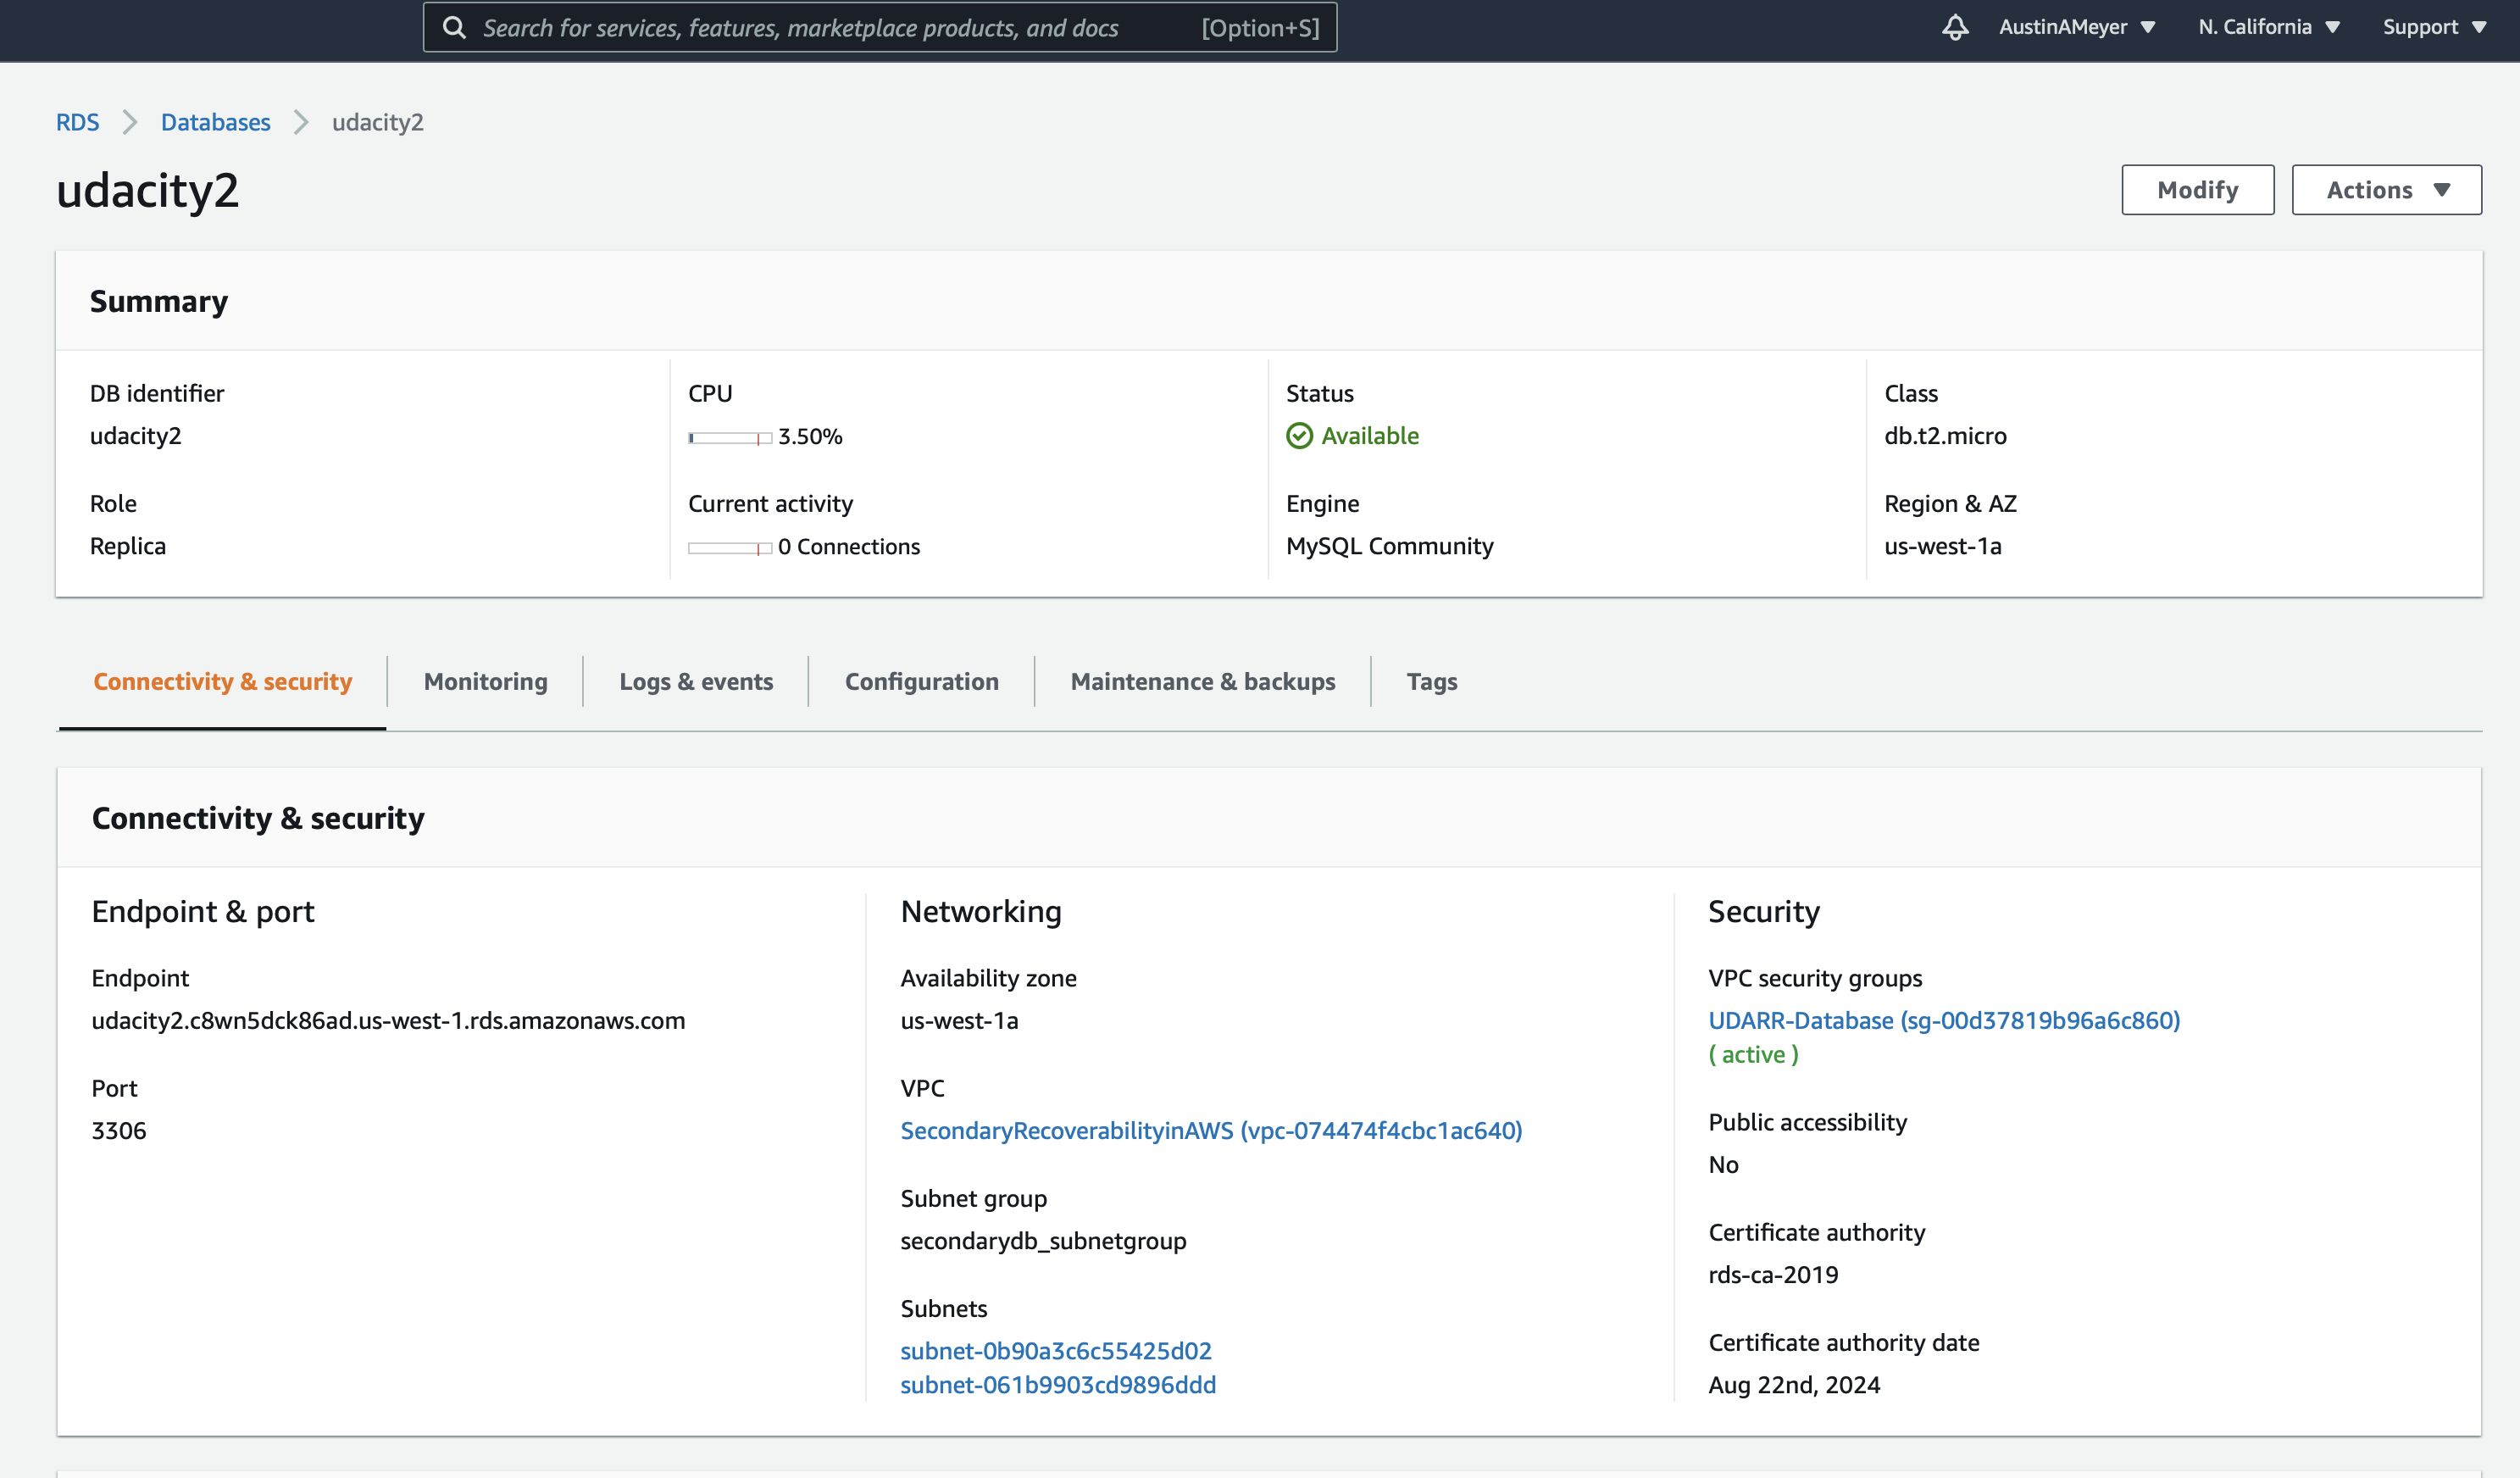 Search for services, features, marketplace products, and docs [Option+S] AustinAMeyer N. California Support
RDS Databases udacity2
udacity2
Modify Actions
Summary
DB identifier
udacity2
CPU
3.50%
Status
Available
Class
db.t2.micro
Role
Replica
Current activity
0 Connections
Engine
MySQL Community
Region & AZ
us-west-1a
Connectivity & security Monitoring Logs & events Configuration Maintenance & backups Tags
Connectivity & security
Endpoint & port
Endpoint
udacity2.c8wn5dck86ad.us-west-1.rds.amazonaws.com
Port
3306
Networking
Availability zone
us-west-1a
VPC
SecondaryRecoverabilityinAWS (vpc-074474f4cbc1ac640)
Subnet group
secondarydb_subnetgroup
Subnets
subnet-0b90a3c6c55425d02
subnet-061b9903cd9896ddd
Security
VPC security groups
UDARR-Database (sg-00d37819b96a6c860)
( active )
Public accessibility
No
Certificate authority
rds-ca-2019
Certificate authority date
Aug 22nd, 2024